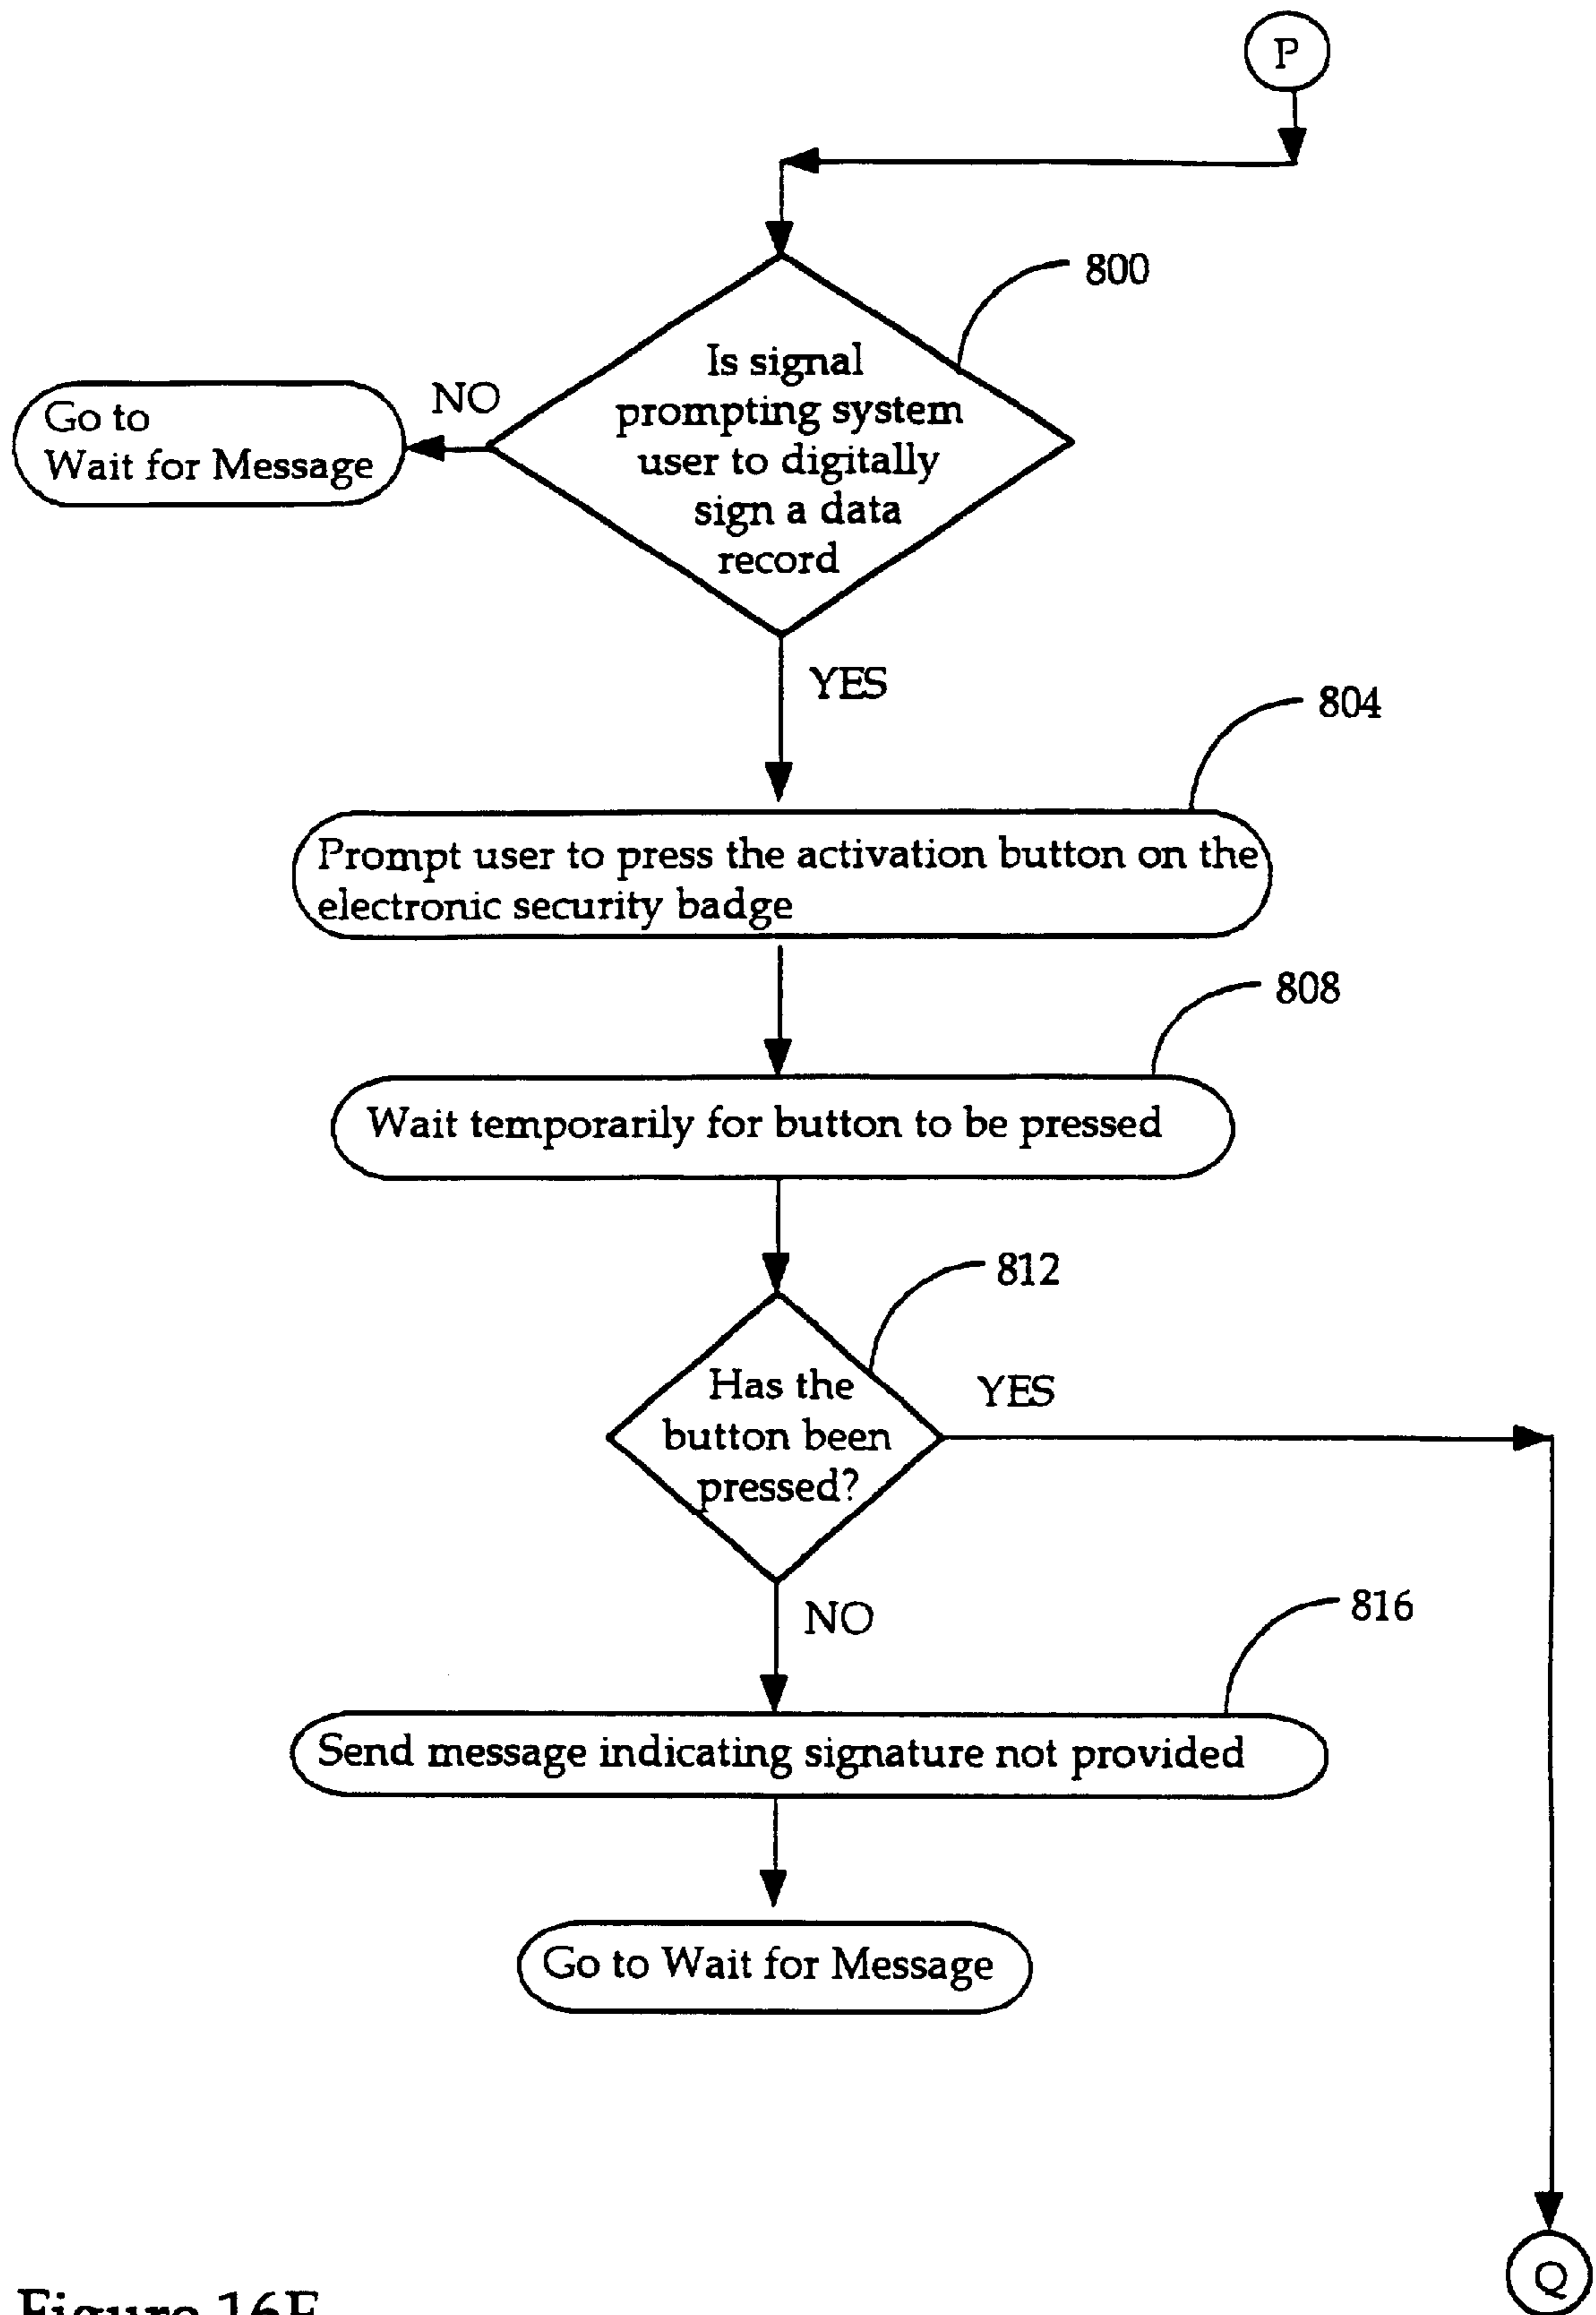 P
800
Is signal
prompting system
user to digitally
sign a data
record
NO
Go to
Wait for Message
YES
804
Prompt user to press the activation button on the
electronic security badge
808
Wait temporarily for button to be pressed
812
Has the
button been
pressed?
YES
NO
816
Send message indicating signature not provided
Go to Wait for Message
Q
Figure